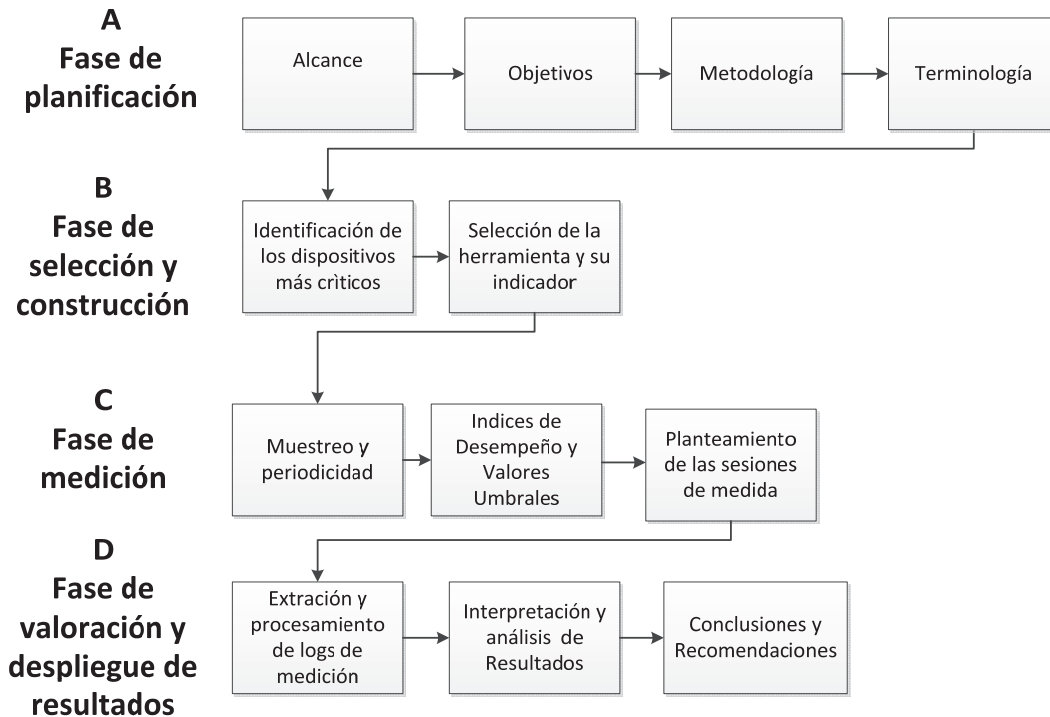 A
Fase de
planificación
Alcance
Objetivos
Metodología
Terminología
B
Fase de
selección y
construcción
Identificación de
los dispositivos
más crìticos
Selección de la
herramienta y su
indicador
C
Fase de
medición
Muestreo y
periodicidad
Indices de
Desempeño y
Valores
Umbrales
Planteamiento
de las sesiones
de medida
D
Fase de
valoración y
despliegue de
resultados
Extración y
procesamiento
de logs de
medición
Interpretación y
análisis de
Resultados
Conclusiones y
Recomendaciones